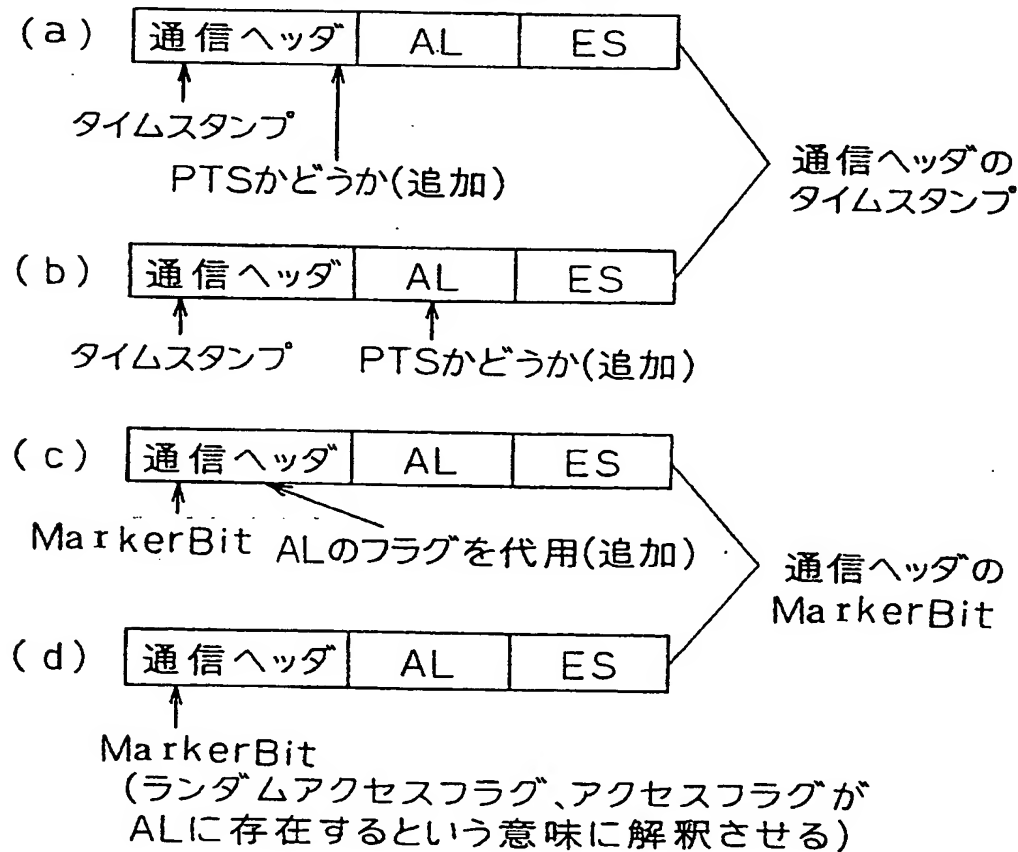 (a) 通信ヘッダ AL ES
タイムスタンプ
PTSかどうか(追加)
通信ヘッダの
タイムスタンプ
(b) 通信ヘッダ AL ES
タイムスタンプ PTSかどうか(追加)
(c) 通信ヘッダ AL ES
MarkerBit ALのフラグを代用(追加)
通信ヘッダの
MarkerBit
(d) 通信ヘッダ AL ES
MarkerBit
(ランダムアクセスフラグ、アクセスフラグが
ALに存在するという意味に解釈させる)